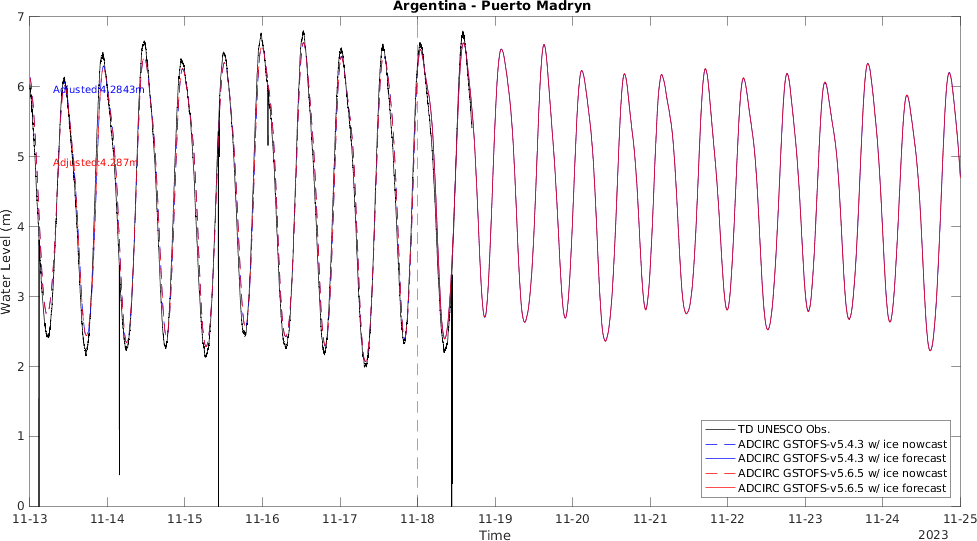 Argentina - Puerto Madryn
7
6
5
4
3
2
1
0
Water Level (m)
Adjusted:4.2843m
Adjusted:4.287m
TD UNESCO Obs.
ADCIRC GSTOFS-v5.4.3 w/ ice nowcast
ADCIRC GSTOFS-v5.4.3 w/ ice forecast
ADCIRC GSTOFS-v5.6.5 w/ ice nowcast
ADCIRC GSTOFS-v5.6.5 w/ ice forecast
11-13 11-14 11-15 11-16 11-17 11-18 11-19 11-20 11-21 11-22 11-23 11-24 11-25
Time
2023